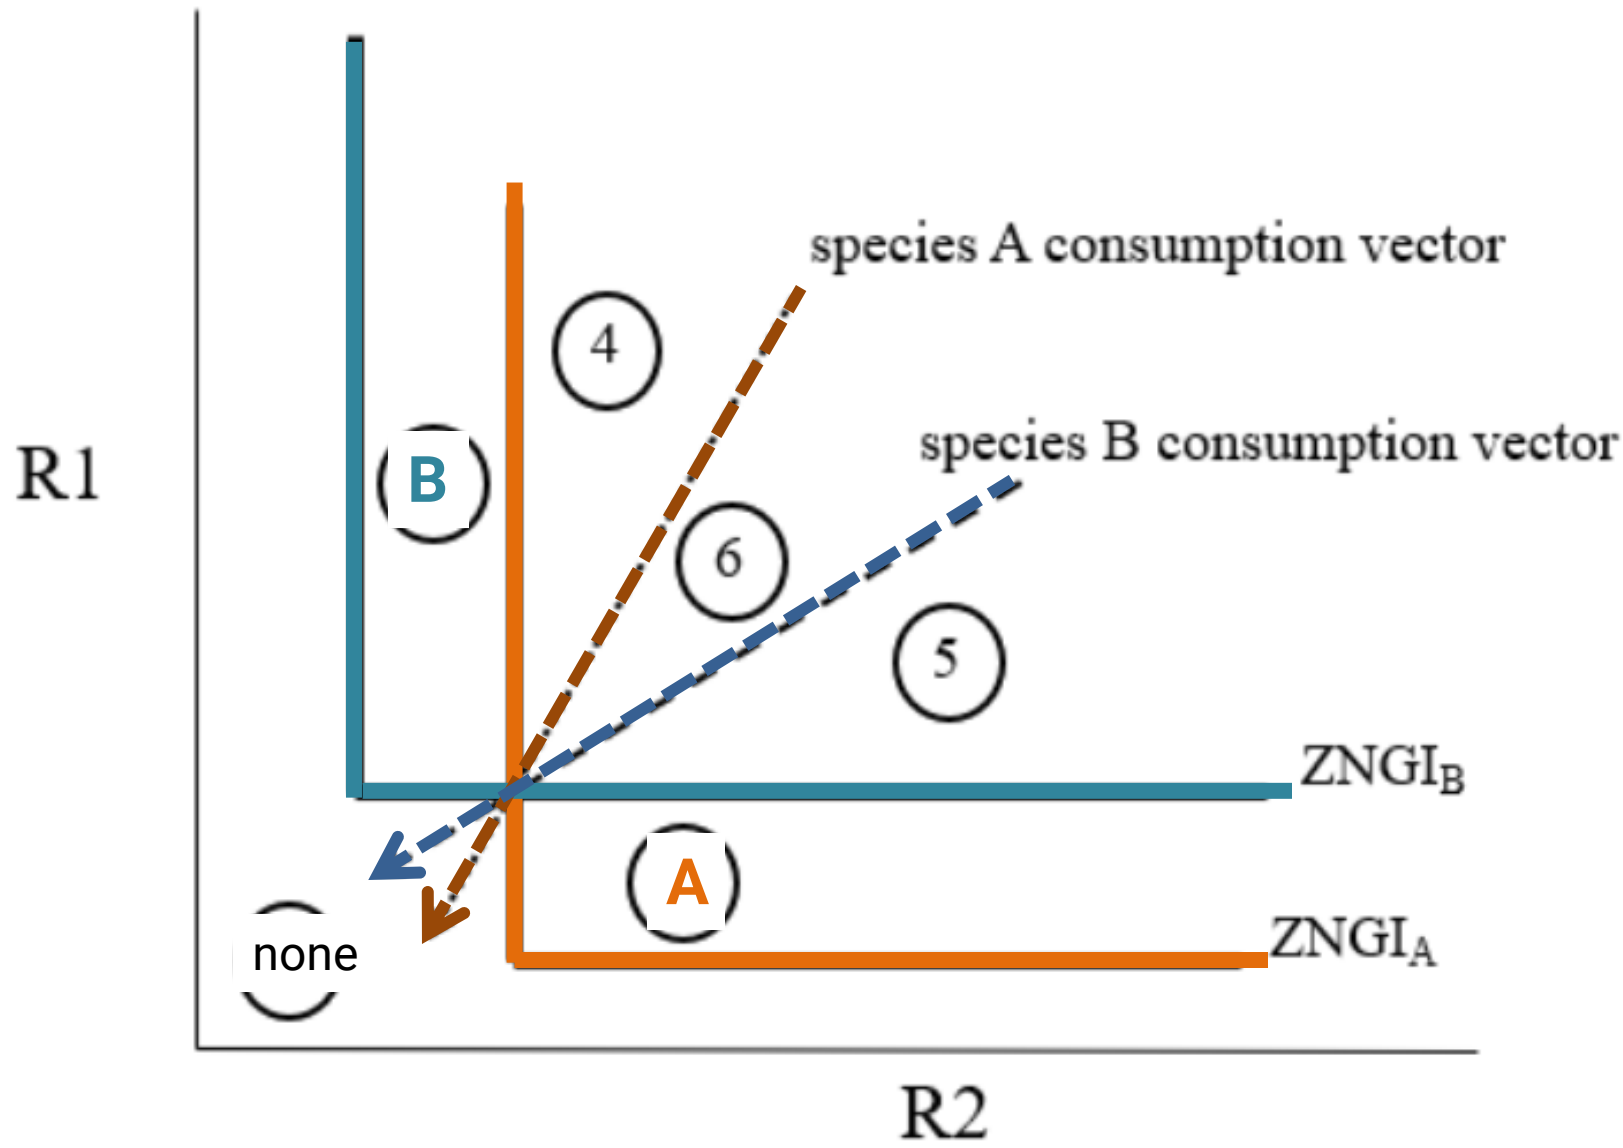 species A consumption vector
4
species B consumption vector
R1
B
6
5
ZNGI_B
A
ZNGI_A
none
R2